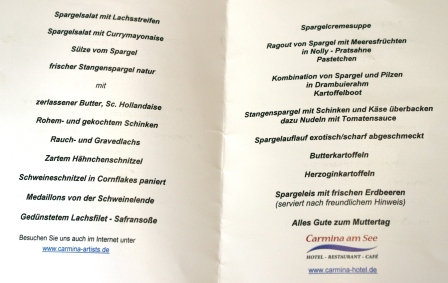 Spargelsalat mit Lachsstreifen
Spargelsalat mit Currymayonaise
Sülze vom Spargel
frischer Stangenspargel natur
mit
zerlassener Butter, Sc. Hollandaise
Rohem- und gekochtem Schinken
Rauch- und Gravedlachs
Zartem Hähnchenschnitzel
Schweineschnitzel in Cornflakes paniert
Medaillons von der Schweinelende
Gedünstetem Lachsfilet - Safransoße
Besuchen Sie uns auch im Internet unter
www.carmina-artists.de
Spargelcremesuppe
Ragout von Spargel mit Meeresfrüchten
in Nolly - Pratsahne
Pastetchen
Kombination von Spargel und Pilzen
in Drambuierahm
Kartoffelboot
Stangenspargel mit Schinken und Käse überbacken
dazu Nudeln mit Tomatensauce
Spargelauflauf exotisch/scharf abgeschmeckt
Butterkartoffeln
Herzoginkartoffeln
Spargeleis mit frischen Erdbeeren
(serviert nach freundlichem Hinweis)
Alles Gute zum Muttertag
Carmina am See
HOTEL - RESTAURANT - CAFÉ
www.carmina-hotel.de